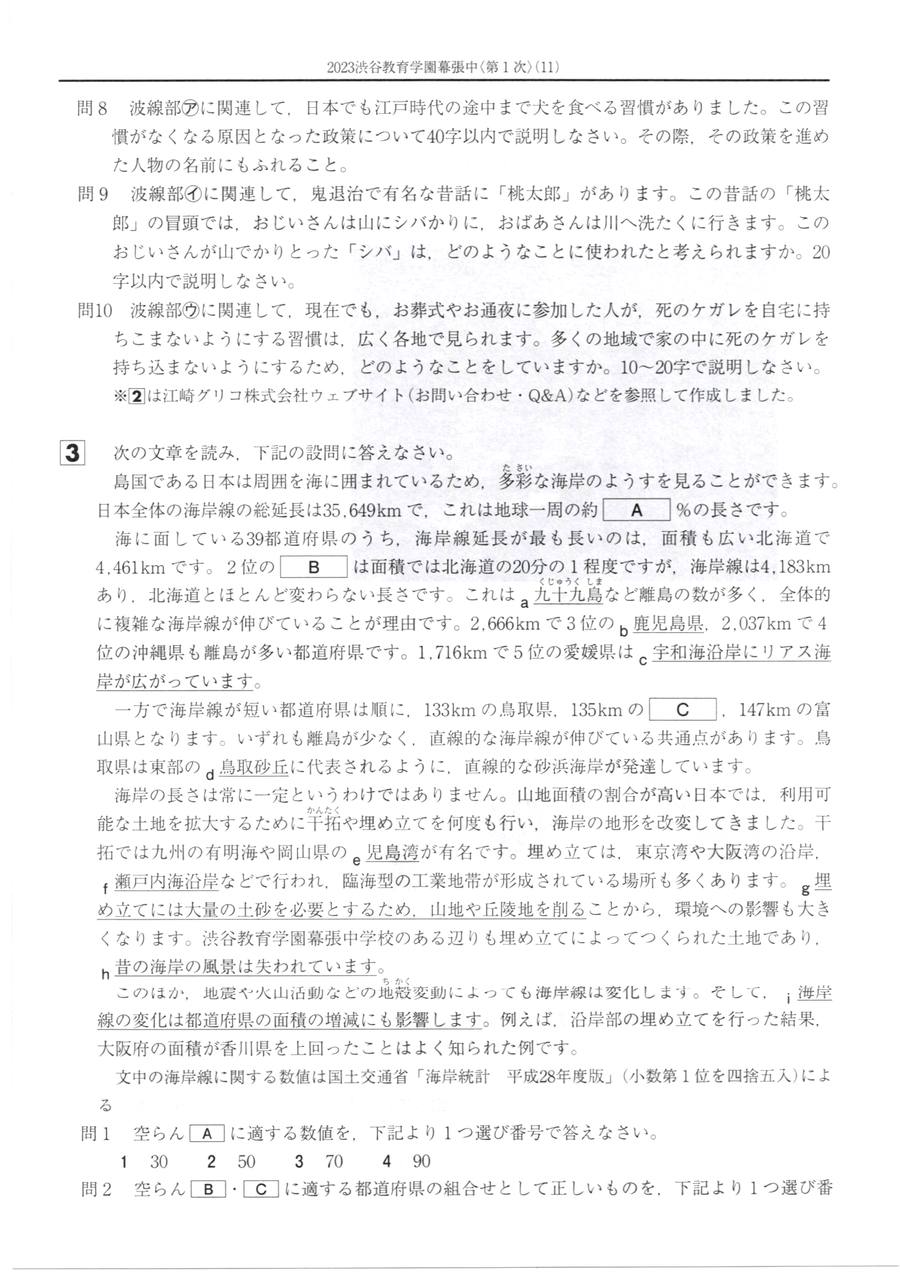 2023渋谷教育学園幕張中〈第1次〉(11)
問8 波線部㋐に関連して，日本でも江戸時代の途中まで犬を食べる習慣がありました。この習
慣がなくなる原因となった政策について40字以内で説明しなさい。その際，その政策を進め
た人物の名前にもふれること。
問9 波線部㋑に関連して，鬼退治で有名な昔話に「桃太郎」があります。この昔話の「桃太
郎」の冒頭では，おじいさんは山にシバかりに，おばあさんは川へ洗たくに行きます。この
おじいさんが山でかりとった「シバ」は，どのようなことに使われたと考えられますか。20
字以内で説明しなさい。
問10 波線部㋒に関連して，現在でも，お葬式やお通夜に参加した人が，死のケガレを自宅に持
ちこまないようにする習慣は，広く各地で見られます。多くの地域で家の中に死のケガレを
持ち込まないようにするため，どのようなことをしていますか。10～20字で説明しなさい。
※2は江崎グリコ株式会社ウェブサイト(お問い合わせ・Q&A)などを参照して作成しました。
3 次の文章を読み，下記の設問に答えなさい。
島国である日本は周囲を海に囲まれているため，多彩な海岸のようすを見ることができます。
日本全体の海岸線の総延長は35,649kmで，これは地球一周の約 A ％の長さです。
海に面している39都道府県のうち，海岸線延長が最も長いのは，面積も広い北海道で
4,461kmです。2位の B は面積では北海道の20分の1程度ですが，海岸線は4,183km
あり，北海道とほとんど変わらない長さです。これは a 九十九島など離島の数が多く，全体的
に複雑な海岸線が伸びていることが理由です。2,666kmで3位の b 鹿児島県，2,037kmで4
位の沖縄県も離島が多い都道府県です。1,716kmで5位の愛媛県は c 宇和海沿岸にリアス海
岸が広がっています。
一方で海岸線が短い都道府県は順に，133kmの鳥取県，135kmの C ，147kmの富
山県となります。いずれも離島が少なく，直線的な海岸線が伸びている共通点があります。鳥
取県は東部の d 鳥取砂丘に代表されるように，直線的な砂浜海岸が発達しています。
海岸の長さは常に一定というわけではありません。山地面積の割合が高い日本では，利用可
能な土地を拡大するために干拓や埋め立てを何度も行い，海岸の地形を改変してきました。干
拓では九州の有明海や岡山県の e 児島湾が有名です。埋め立ては，東京湾や大阪湾の沿岸，
f 瀬戸内海沿岸などで行われ，臨海型の工業地帯が形成されている場所も多くあります。 g 埋
め立てには大量の土砂を必要とするため，山地や丘陵地を削ることから，環境への影響も大き
くなります。渋谷教育学園幕張中学校のある辺りも埋め立てによってつくられた土地であり，
h 昔の海岸の風景は失われています。
このほか，地震や火山活動などの地殻変動によっても海岸線は変化します。そして， i 海岸
線の変化は都道府県の面積の増減にも影響します。例えば，沿岸部の埋め立てを行った結果，
大阪府の面積が香川県を上回ったことはよく知られた例です。
文中の海岸線に関する数値は国土交通省「海岸統計 平成28年度版」(小数第1位を四捨五入)によ
る
問1 空らん A に適する数値を，下記より1つ選び番号で答えなさい。
1 30 2 50 3 70 4 90
問2 空らん B ・ C に適する都道府県の組合せとして正しいものを，下記より1つ選び番